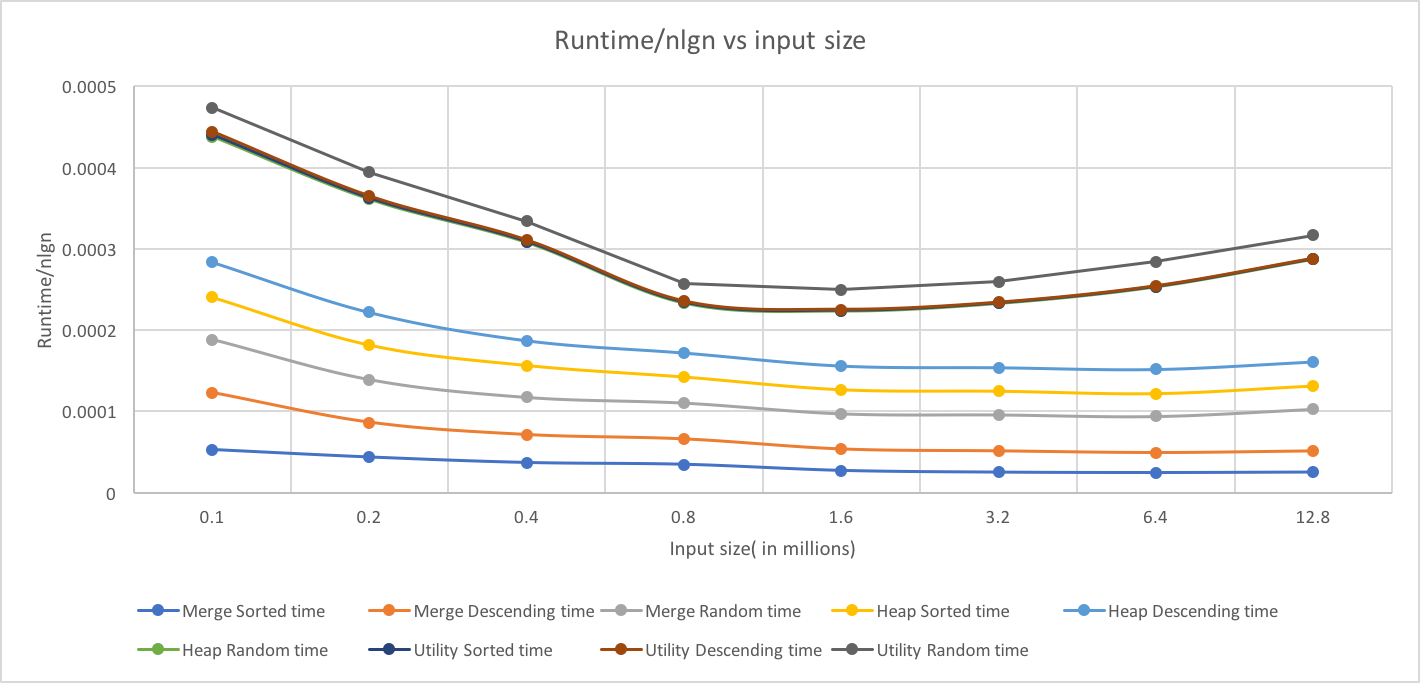 Runtime/nlgn vs input size
Runtime/nlgn
0.0005
0.0004
0.0003
0.0002
0.0001
0
0.1 0.2 0.4 0.8 1.6 3.2 6.4 12.8
Input size( in millions)
Merge Sorted time Merge Descending time Merge Random time Heap Sorted time Heap Descending time
Heap Random time Utility Sorted time Utility Descending time Utility Random time